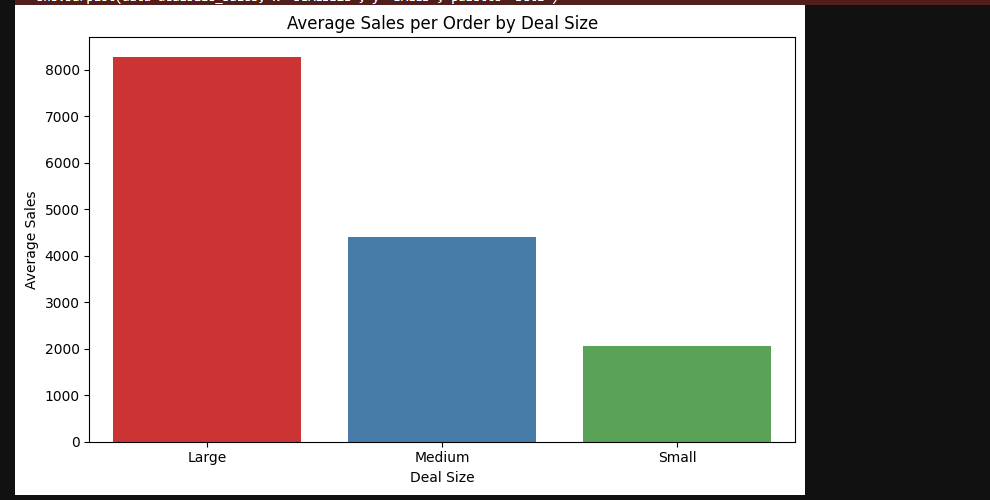 Average Sales per Order by Deal Size
8000
7000
6000
5000
4000
3000
2000
1000
0
Average Sales
Large Medium Small
Deal Size